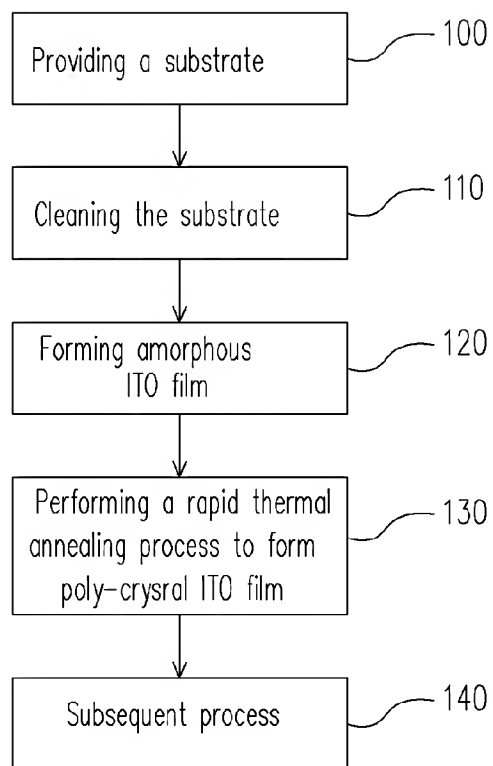 Providing a substrate
100
Cleaning the substrate
110
Forming amorphous
ITO film
120
Performing a rapid thermal
annealing process to form
poly-crysral ITO film
130
Subsequent process
140